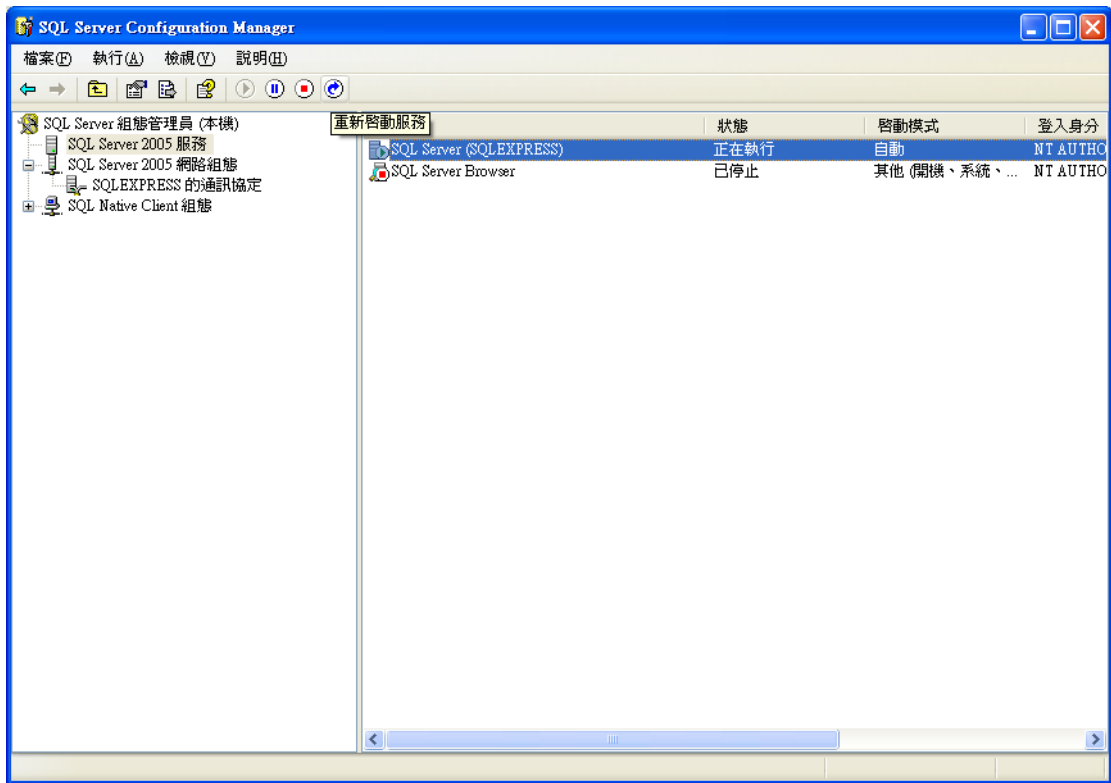 SQL Server Configuration Manager
檔案(F) 執行(A) 檢視(V) 說明(H)
重新啓動服務
SQL Server 組態管理員 (本機)
SQL Server 2005 服務
SQL Server 2005 網路組態
SQLEXPRESS 的通訊協定
SQL Native Client 組態
狀態 啓動模式 登入身分
SQL Server (SQLEXPRESS) 正在執行 自動 NT AUTHO
SQL Server Browser 已停止 其他 (開機、系統、... NT AUTHO